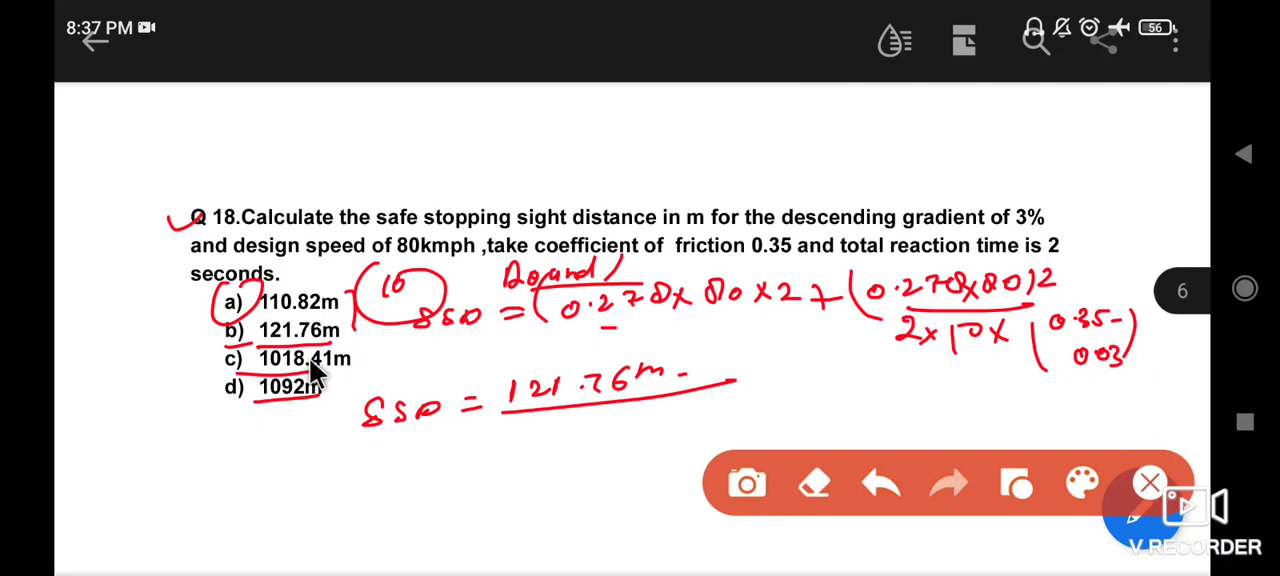 8:37 PM
56
Q 18.Calculate the safe stopping sight distance in m for the descending gradient of 3%
and design speed of 80kmph ,take coefficient of friction 0.35 and total reaction time is 2
seconds.
a) 110.82m
b) 121.76m
c) 1018.41m
d) 1092m
10
SSD = (0.278 x 80 x 2 + (0.278x80)2
2 x 10 x (0.35-
0.03)
SSD = 121.76m.
6
V RECORDER